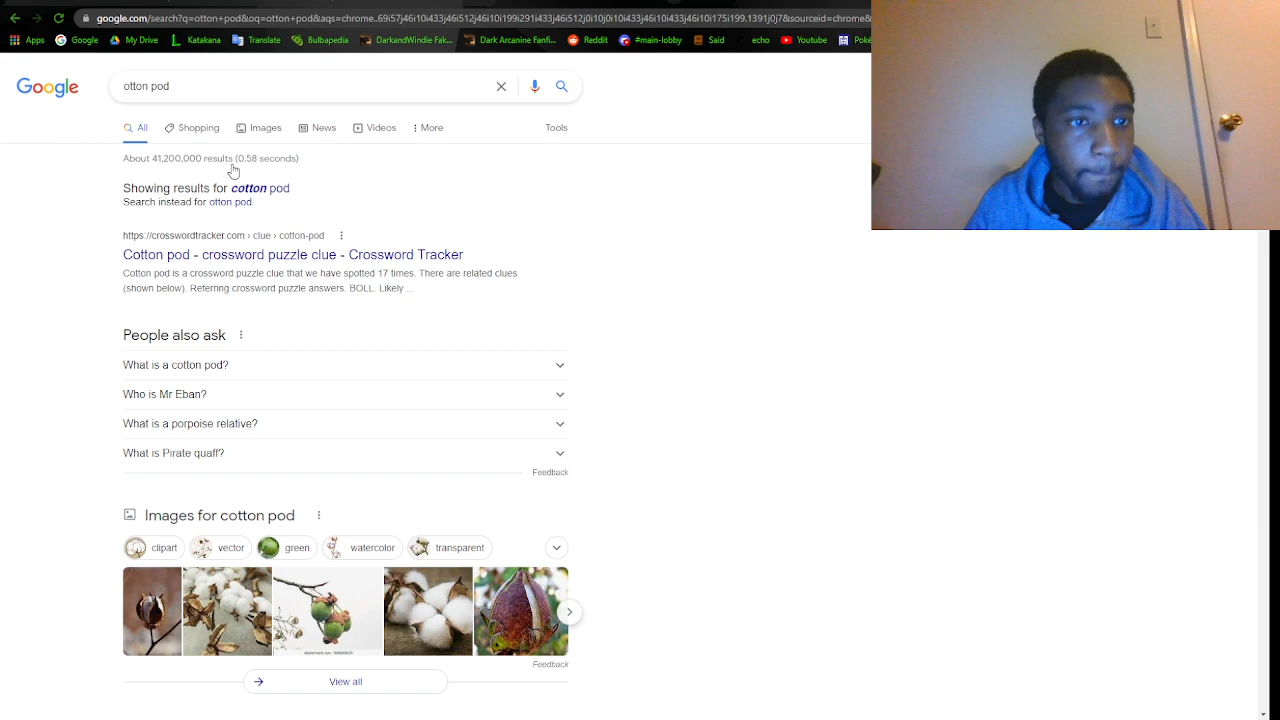 google.com/search?q=otton+pod&oq=otton+pod&aqs=chrome..69i57j46i10i433j46i512j46i10i199i291i433j46i512j0i10j0i10i433j46i10i433j46i10i175i199.1391j0j7&sourceid=chrome&
Apps Google My Drive Katakana Translate Bulbapedia DarkandWindie Fak... Dark Arcanine Fanfi... Reddit #main-lobby Said echo Youtube Poké
Google
otton pod
All Shopping Images News Videos More Tools
About 41,200,000 results (0.58 seconds)
Showing results for cotton pod
Search instead for otton pod
https://crosswordtracker.com › clue › cotton-pod
Cotton pod - crossword puzzle clue - Crossword Tracker
Cotton pod is a crossword puzzle clue that we have spotted 17 times. There are related clues
(shown below). Referring crossword puzzle answers. BOLL. Likely ...
People also ask
What is a cotton pod?
Who is Mr Eban?
What is a porpoise relative?
What is Pirate quaff?
Feedback
Images for cotton pod
clipart vector green watercolor transparent
Feedback
View all